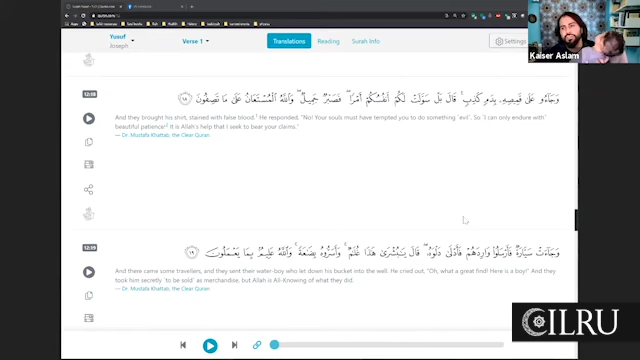 Yusuf
Joseph
Verse 1
Translations
Reading
Surah Info
Settings
Kaiser Aslam
12:18
وَجَآءُو عَلَىٰ قَمِيصِهِۦ بِدَمٍ كَذِبٍ ۚ قَالَ بَلْ سَوَّلَتْ لَكُمْ أَنفُسُكُمْ أَمْرًا ۖ فَصَبْرٌ جَمِيلٌ ۖ وَٱللَّهُ ٱلْمُسْتَعَانُ عَلَىٰ مَا تَصِفُونَ ١٨
And they brought his shirt, stained with false blood.1 He responded, "No! Your souls must have tempted you to do something ˹evil˺. So ˹I can only endure with˺
beautiful patience!2 It is Allah's help that I seek to bear your claims."
— Dr. Mustafa Khattab, the Clear Quran
12:19
وَجَآءَتْ سَيَّارَةٌ فَأَرْسَلُوا۟ وَارِدَهُمْ فَأَدْلَىٰ دَلْوَهُۥ ۖ قَالَ يَـٰبُشْرَىٰ هَـٰذَا غُلَـٰمٌ ۚ وَأَسَرُّوهُ بِضَـٰعَةً ۚ وَٱللَّهُ عَلِيمٌۢ بِمَا يَعْمَلُونَ ١٩
And there came some travellers, and they sent their water-boy who let down his bucket into the well. He cried out, "Oh, what a great find! Here is a boy!" And they
took him secretly ˹to be sold˺ as merchandise, but Allah is All-Knowing of what they did.
— Dr. Mustafa Khattab, the Clear Quran
CILRU